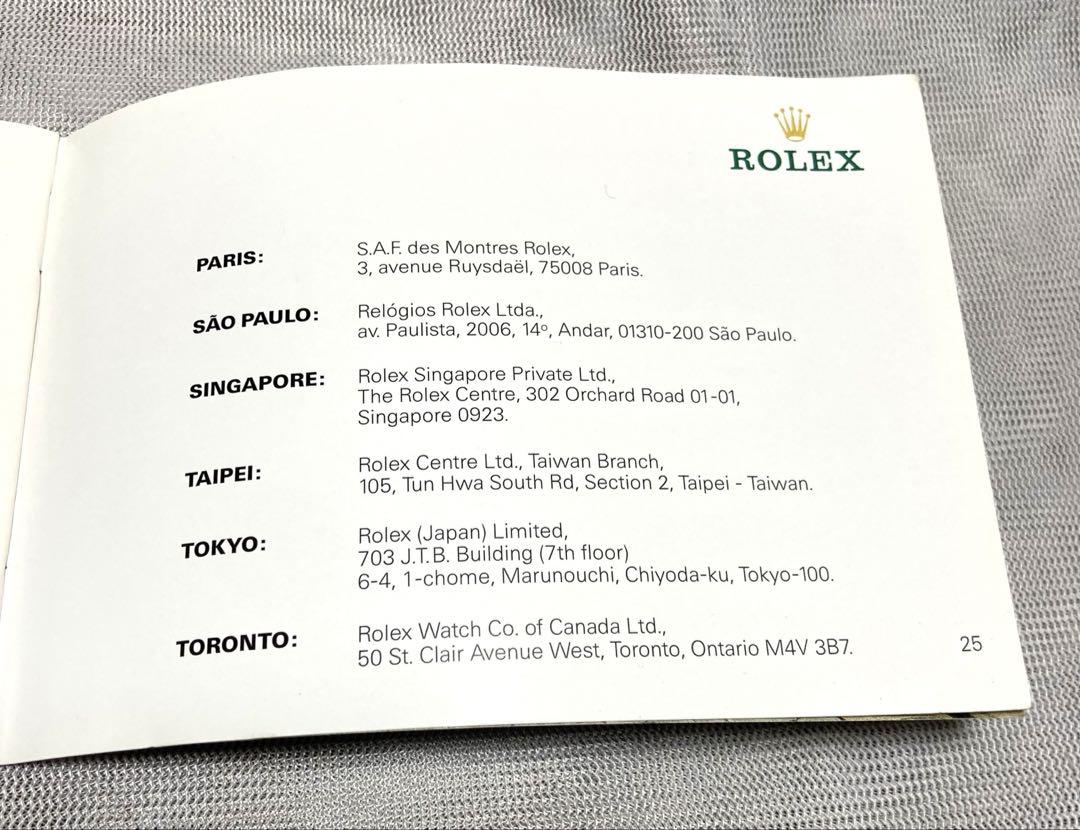 ROLEX
PARIS: S.A.F. des Montres Rolex,
3, avenue Ruysdaël, 75008 Paris.
SÃO PAULO: Relógios Rolex Ltda.,
av. Paulista, 2006, 14º, Andar, 01310-200 São Paulo.
SINGAPORE: Rolex Singapore Private Ltd.,
The Rolex Centre, 302 Orchard Road 01-01,
Singapore 0923.
TAIPEI: Rolex Centre Ltd., Taiwan Branch,
105, Tun Hwa South Rd, Section 2, Taipei - Taiwan.
TOKYO: Rolex (Japan) Limited,
703 J.T.B. Building (7th floor)
6-4, 1-chome, Marunouchi, Chiyoda-ku, Tokyo-100.
TORONTO: Rolex Watch Co. of Canada Ltd.,
50 St. Clair Avenue West, Toronto, Ontario M4V 3B7.
25